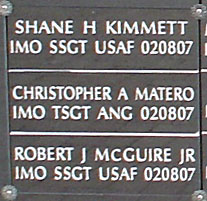 SHANE H KIMMETT
IMO SSGT USAF 020807
CHRISTOPHER A MATERO
IMO TSGT ANG 020807
ROBERT J MCGUIRE JR
IMO SSGT USAF 020807